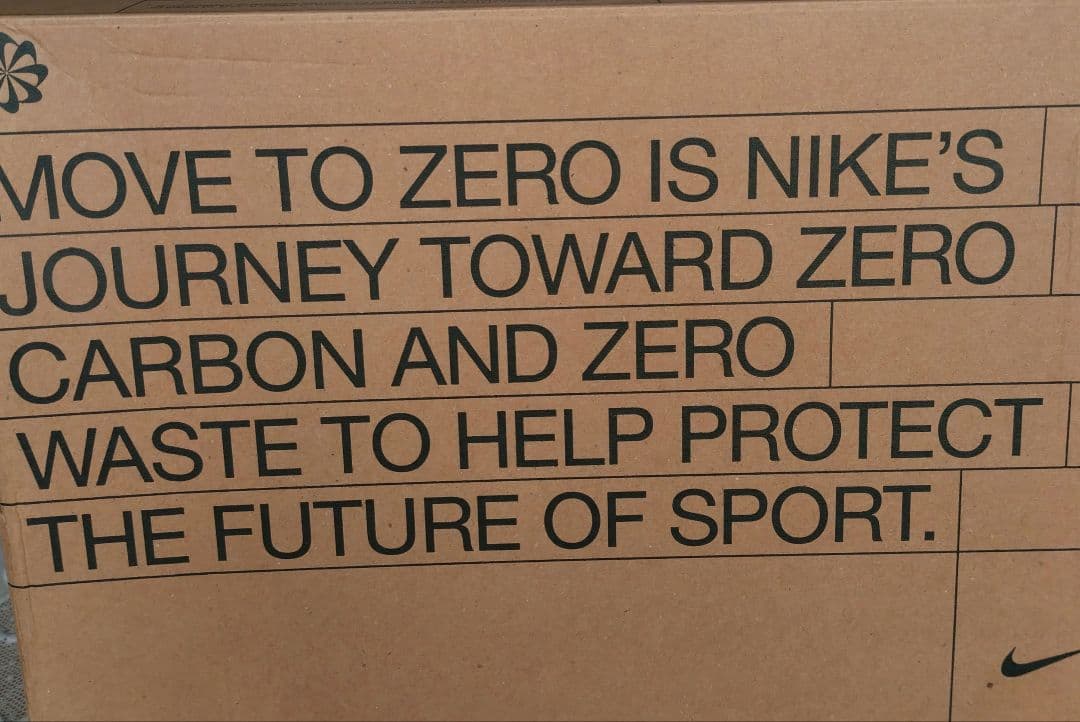 MOVE TO ZERO IS NIKE’S
JOURNEY TOWARD ZERO
CARBON AND ZERO
WASTE TO HELP PROTECT
THE FUTURE OF SPORT.